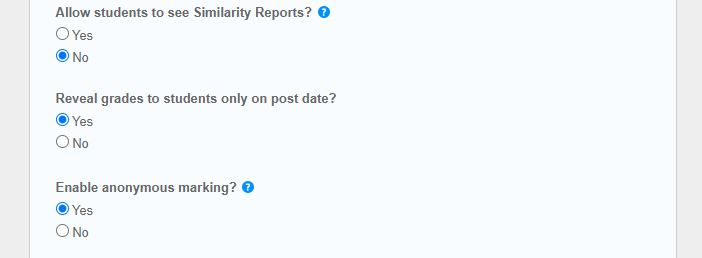 Allow students to see Similarity Reports? ?
Yes
No
Reveal grades to students only on post date?
Yes
No
Enable anonymous marking? ?
Yes
No